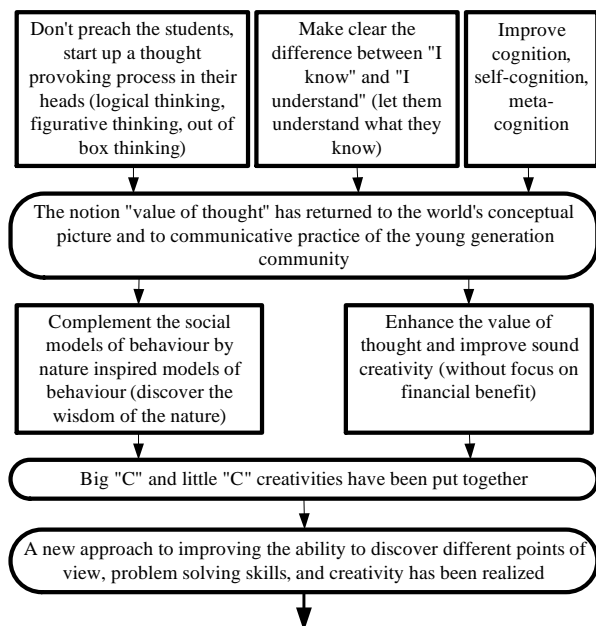 Don't preach the students,
start up a thought
provoking process in their
heads (logical thinking,
figurative thinking, out of
box thinking)
Make clear the
difference between "I
know" and "I
understand" (let them
understand what they
know)
Improve
cognition,
self-cognition,
meta-
cognition
The notion "value of thought" has returned to the world's conceptual
picture and to communicative practice of the young generation
community
Complement the social
models of behaviour by
nature inspired models of
behaviour (discover the
wisdom of the nature)
Enhance the value of
thought and improve sound
creativity (without focus on
financial benefit)
Big "C" and little "C" creativities have been put together
A new approach to improving the ability to discover different points of
view, problem solving skills, and creativity has been realized